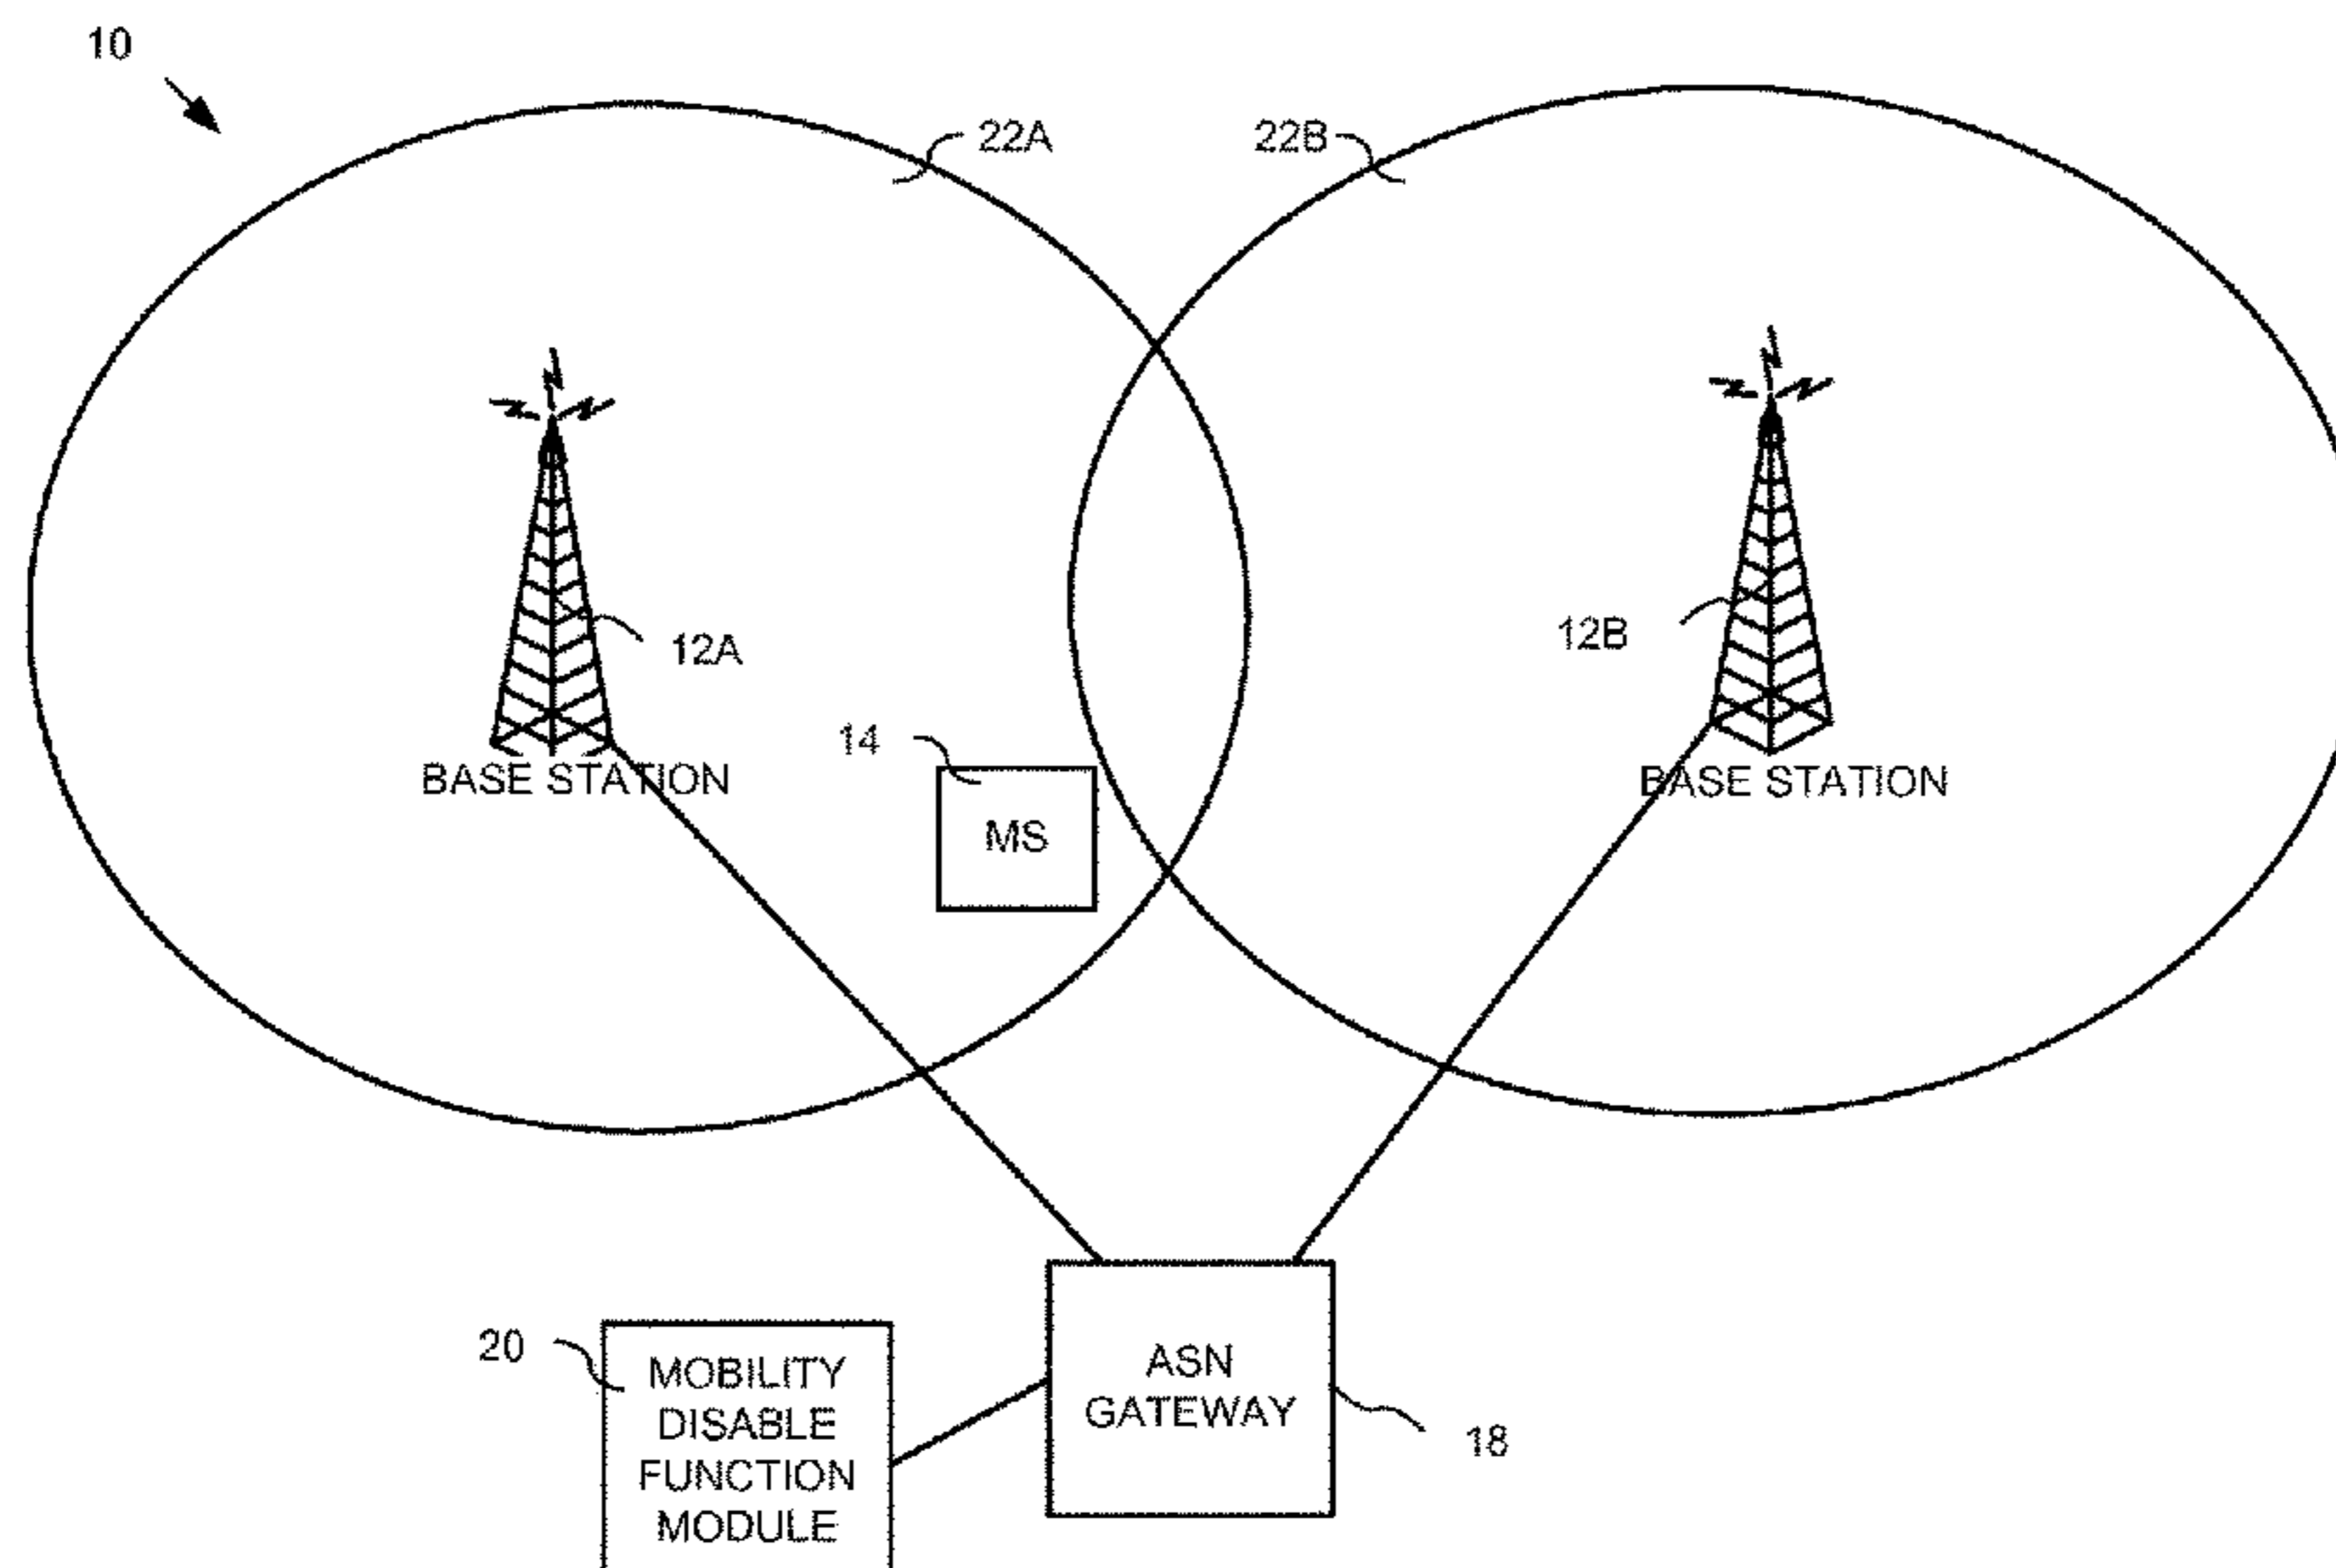 10
22A
22B
12A
12B
14
BASE STATION
BASE STATION
MS
20
MOBILITY
DISABLE
FUNCTION
MODULE
ASN
GATEWAY
18